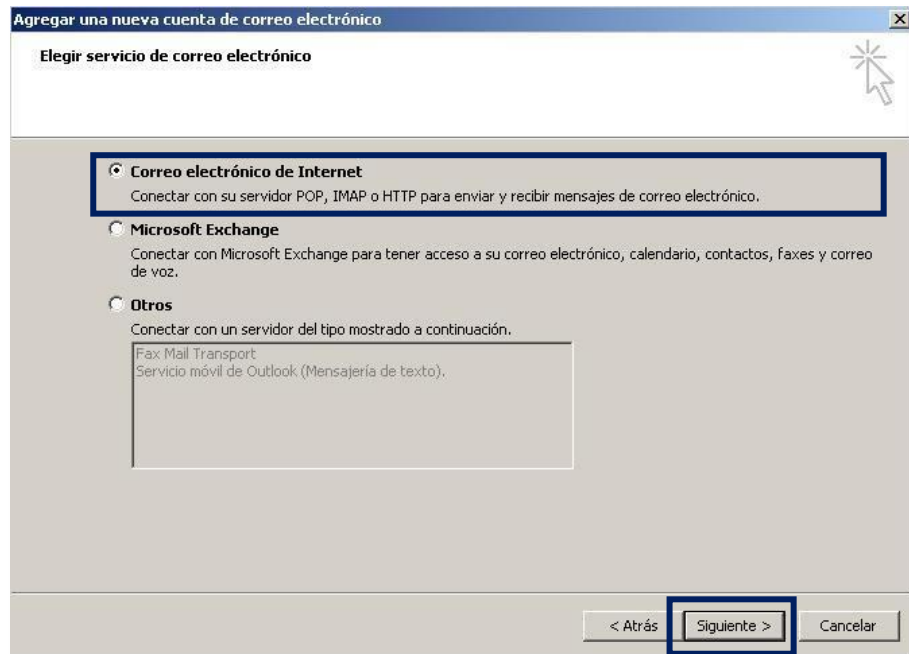 Agregar una nueva cuenta de correo electrónico
Elegir servicio de correo electrónico
Correo electrónico de Internet
Conectar con su servidor POP, IMAP o HTTP para enviar y recibir mensajes de correo electrónico.
Microsoft Exchange
Conectar con Microsoft Exchange para tener acceso a su correo electrónico, calendario, contactos, faxes y correo
de voz.
Otros
Conectar con un servidor del tipo mostrado a continuación.
Fax Mail Transport
Servicio móvil de Outlook (Mensajería de texto).
< Atrás
Siguiente >
Cancelar